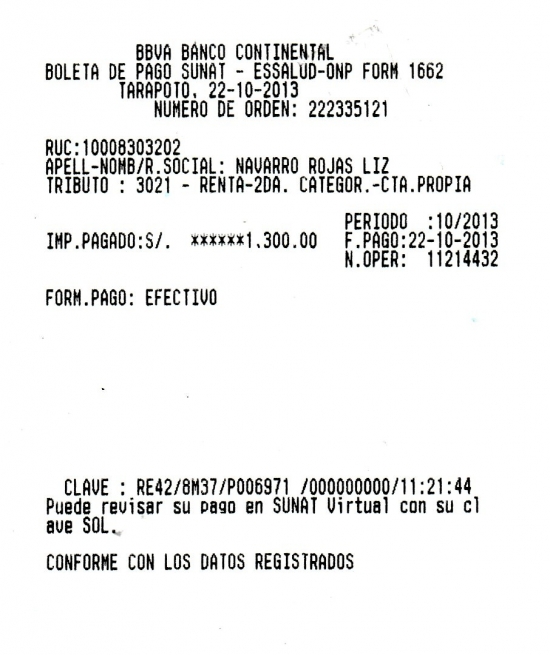 BBVA BANCO CONTINENTAL
BOLETA DE PAGO SUNAT - ESSALUD-ONP FORM 1662
TARAPOTO, 22-10-2013
NUMERO DE ORDEN: 222335121
RUC:10008303202
APELL-NOMB/R.SOCIAL: NAVARRO ROJAS LIZ
TRIBUTO : 3021 - RENTA-2DA. CATEGOR.-CTA.PROPIA
PERIODO :10/2013
IMP.PAGADO:S/. ******1,300.00 F.PAGO:22-10-2013
N.OPER: 11214432
FORM.PAGO: EFECTIVO
CLAVE : RE42/8M37/P006971 /000000000/11:21:44
Puede revisar su pago en SUNAT Virtual con su cl
ave SOL.
CONFORME CON LOS DATOS REGISTRADOS